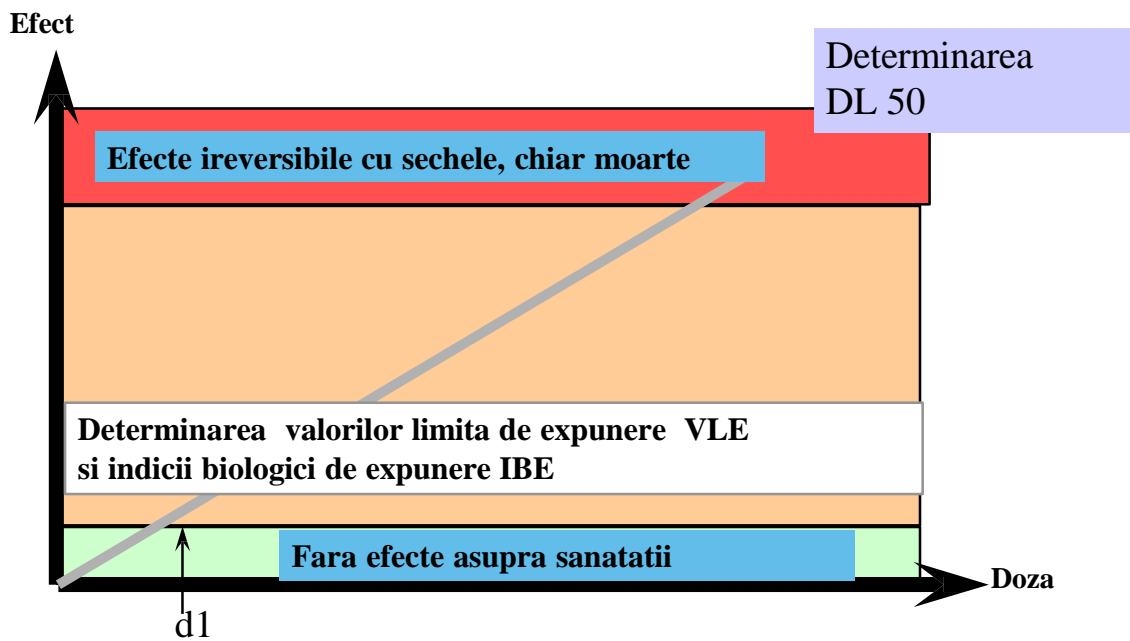 Efect
Determinarea
DL 50
Efecte ireversibile cu sechele, chiar moarte
Determinarea valorilor limita de expunere VLE
si indicii biologici de expunere IBE
Fara efecte asupra sanatatii
Doza
d1